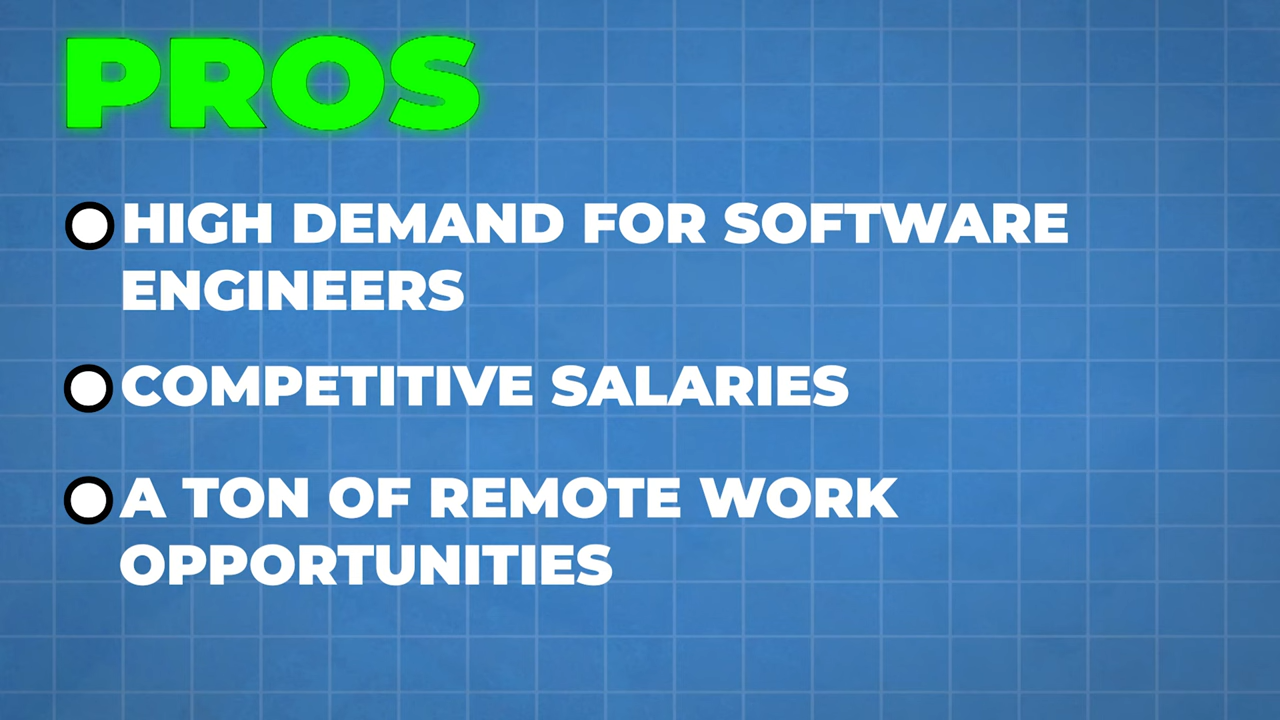 PROS
HIGH DEMAND FOR SOFTWARE
ENGINEERS
COMPETITIVE SALARIES
A TON OF REMOTE WORK
OPPORTUNITIES